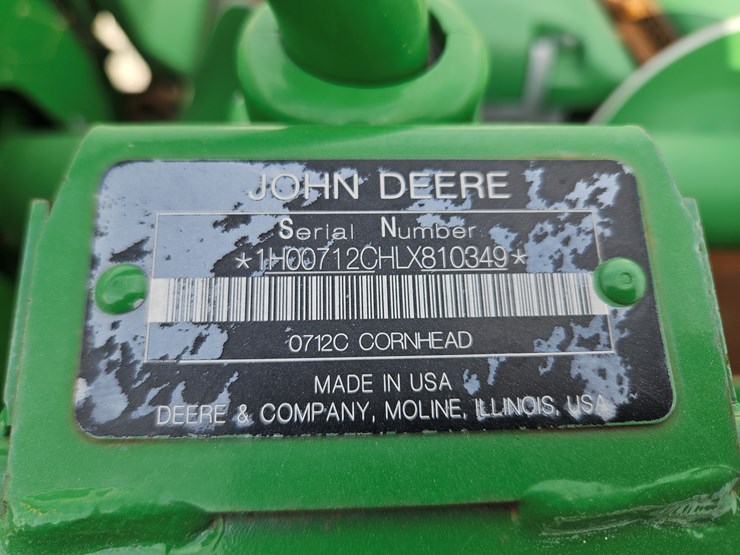 JOHN DEERE
Serial Number
*1H00712CHLX810349*
0712C CORNHEAD
MADE IN USA
DEERE & COMPANY, MOLINE, ILLINOIS, USA